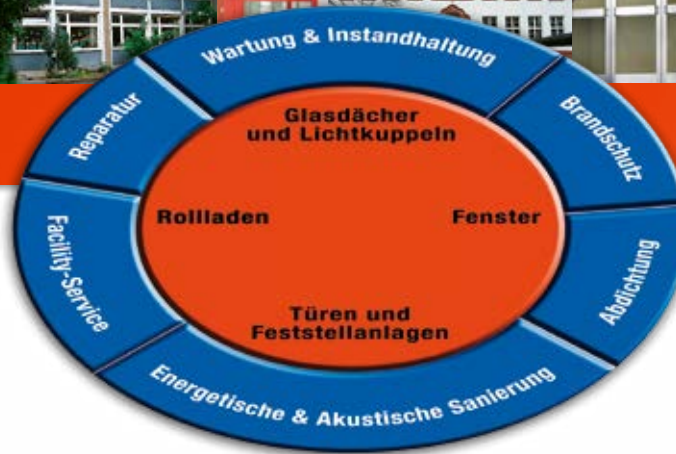 Wartung & Instandhaltung
Brandschutz
Abdichtung
Energetische & Akustische Sanierung
Facility-Service
Reparatur
Glasdächer
und Lichtkuppeln
Rollladen
Fenster
Türen und
Feststellanlagen